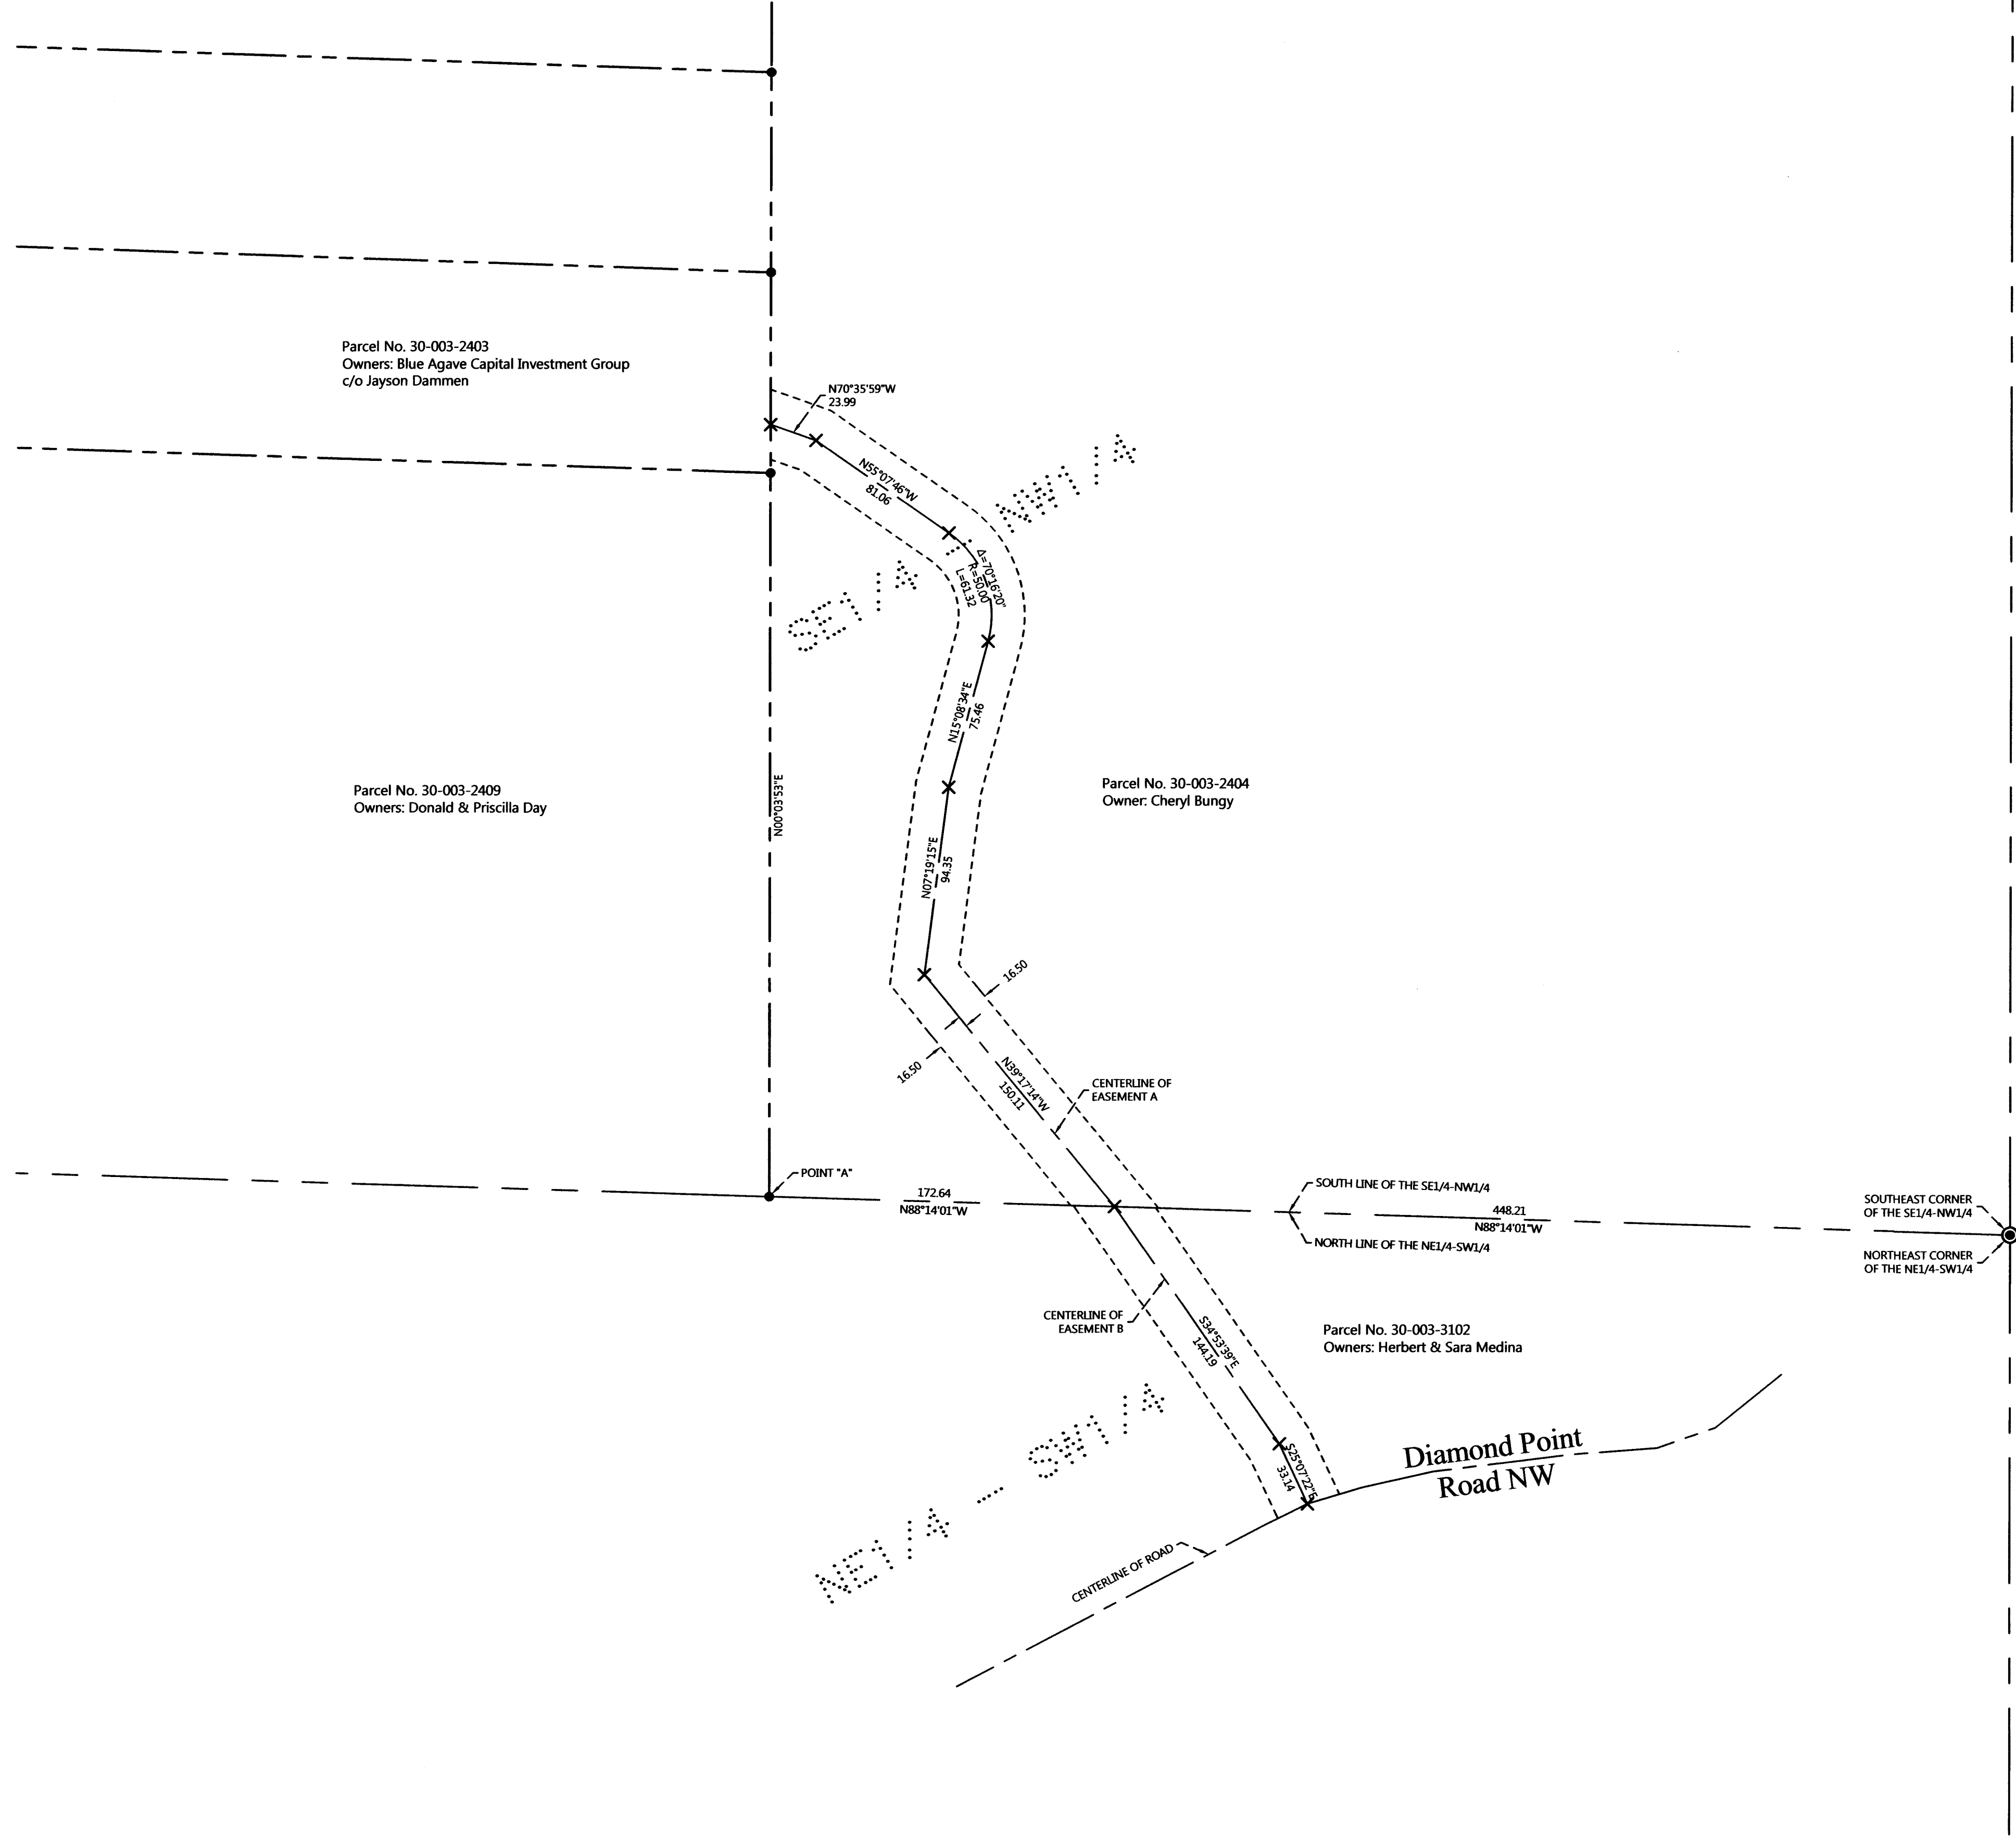 Parcel No. 30-003-2403
Owners: Blue Agave Capital Investment Group
c/o Jayson Dammen
N70°35'59"W
23.99
N55°07'46"W
81.06
SE1/4 - NW1/4
Δ=70°16'20"
R=50.00
L=61.32
N15°08'34"E
75.46
Parcel No. 30-003-2409
Owners: Donald & Priscilla Day
N00°03'53"E
Parcel No. 30-003-2404
Owner: Cheryl Bungy
N07°19'15"E
94.35
16.50
16.50
N39°17'14"W
150.11
CENTERLINE OF
EASEMENT A
POINT "A"
172.64
N88°14'01"W
SOUTH LINE OF THE SE1/4-NW1/4
NORTH LINE OF THE NE1/4-SW1/4
448.21
N88°14'01"W
SOUTHEAST CORNER
OF THE SE1/4-NW1/4
NORTHEAST CORNER
OF THE NE1/4-SW1/4
CENTERLINE OF
EASEMENT B
S34°53'39"E
144.19
Parcel No. 30-003-3102
Owners: Herbert & Sara Medina
NE1/4 - SW1/4
S25°07'22"E
33.14
Diamond Point
Road NW
CENTERLINE OF ROAD